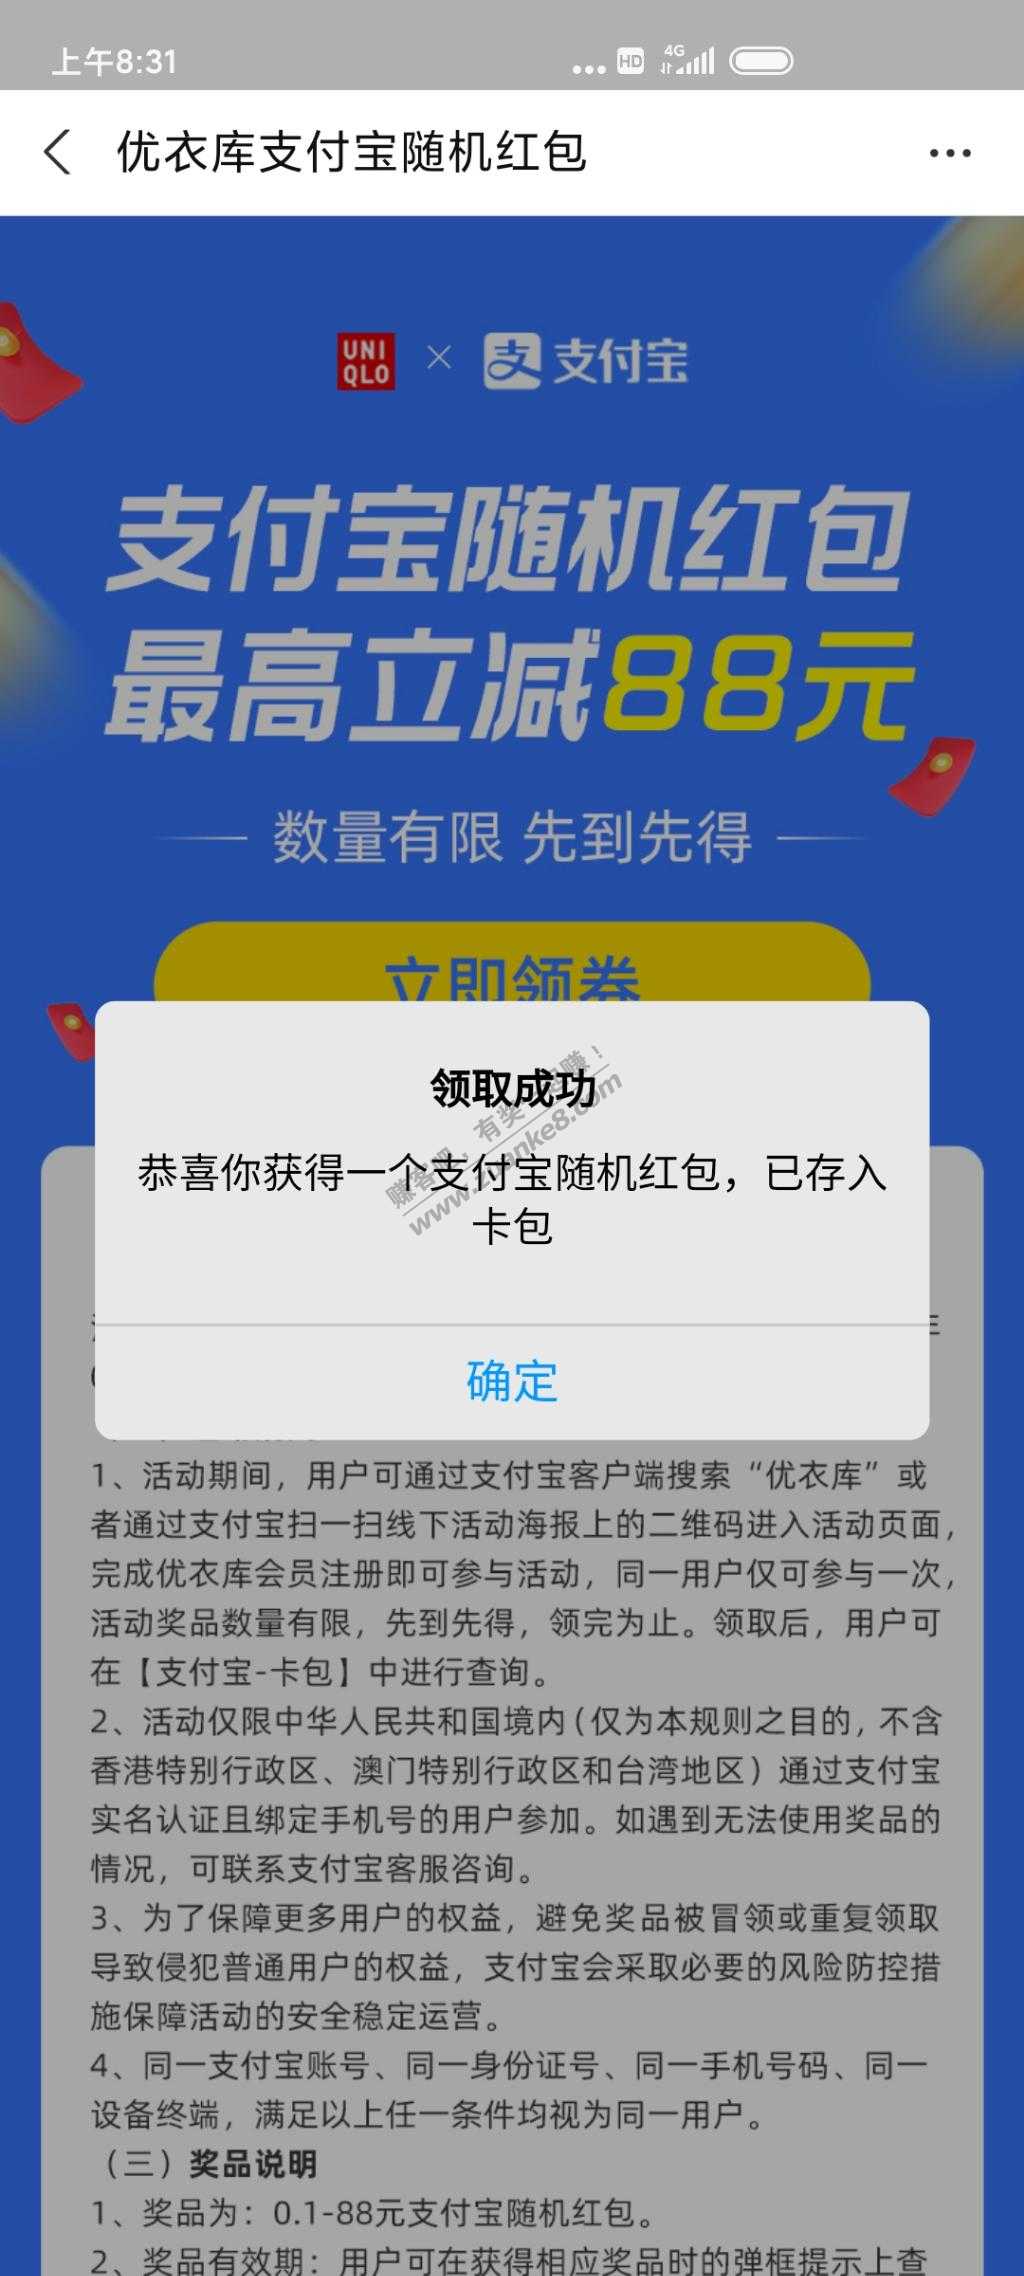 上午8:31
HD 4G
优衣库支付宝随机红包
UNI
QLO
支付宝
支付宝随机红包
最高立减88元
数量有限 先到先得
立即领券
领取成功
恭喜你获得一个支付宝随机红包，已存入
卡包
赚客吧，有奖一起赚！
www.zuanke8.com
确定
1、活动期间，用户可通过支付宝客户端搜索“优衣库”或
者通过支付宝扫一扫线下活动海报上的二维码进入活动页面，
完成优衣库会员注册即可参与活动，同一用户仅可参与一次，
活动奖品数量有限，先到先得，领完为止。领取后，用户可
在【支付宝-卡包】中进行查询。
2、活动仅限中华人民共和国境内（仅为本规则之目的，不含
香港特别行政区、澳门特别行政区和台湾地区）通过支付宝
实名认证且绑定手机号的用户参加。如遇到无法使用奖品的
情况，可联系支付宝客服咨询。
3、为了保障更多用户的权益，避免奖品被冒领或重复领取
导致侵犯普通用户的权益，支付宝会采取必要的风险防控措
施保障活动的安全稳定运营。
4、同一支付宝账号、同一身份证号、同一手机号码、同一
设备终端，满足以上任一条件均视为同一用户。
（三）奖品说明
1、奖品为：0.1-88元支付宝随机红包。
2、奖品有效期：用户可在获得相应奖品时的弹框提示上查